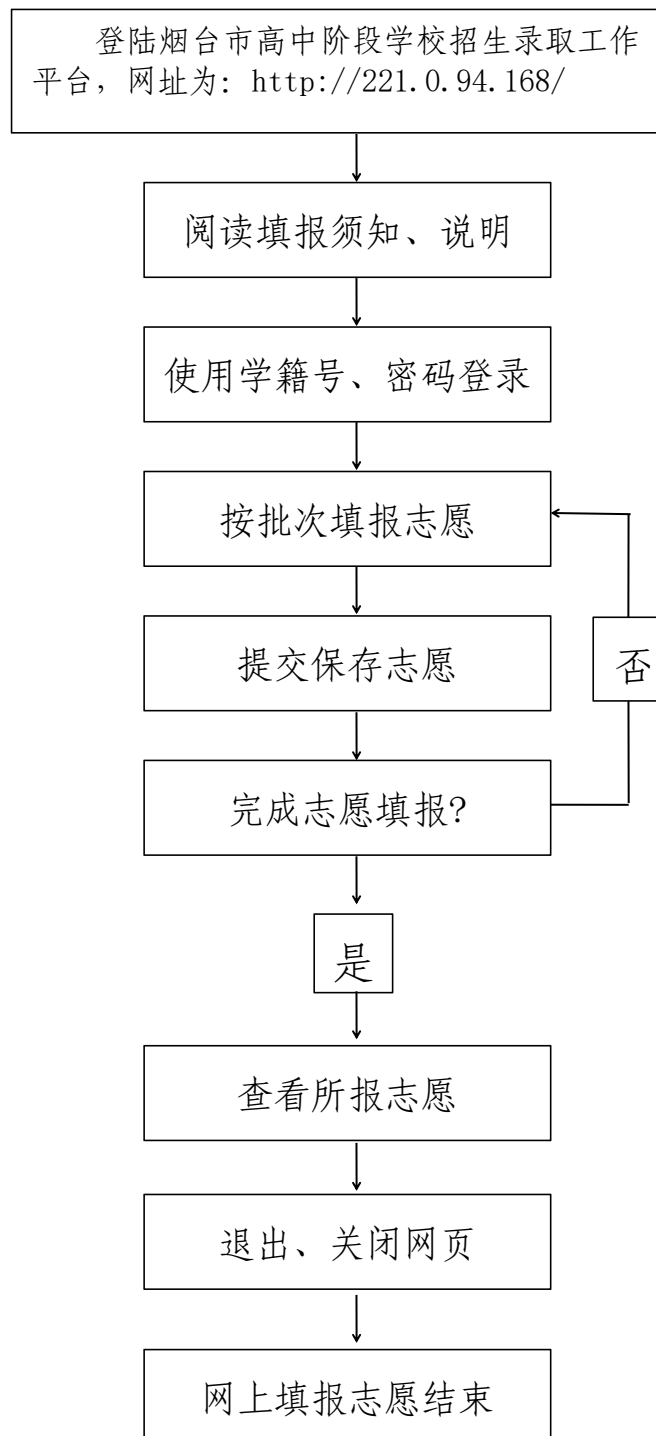 登陆烟台市高中阶段学校招生录取工作
平台，网址为：http://221.0.94.168/
阅读填报须知、说明
使用学籍号、密码登录
按批次填报志愿
提交保存志愿
否
完成志愿填报?
是
查看所报志愿
退出、关闭网页
网上填报志愿结束